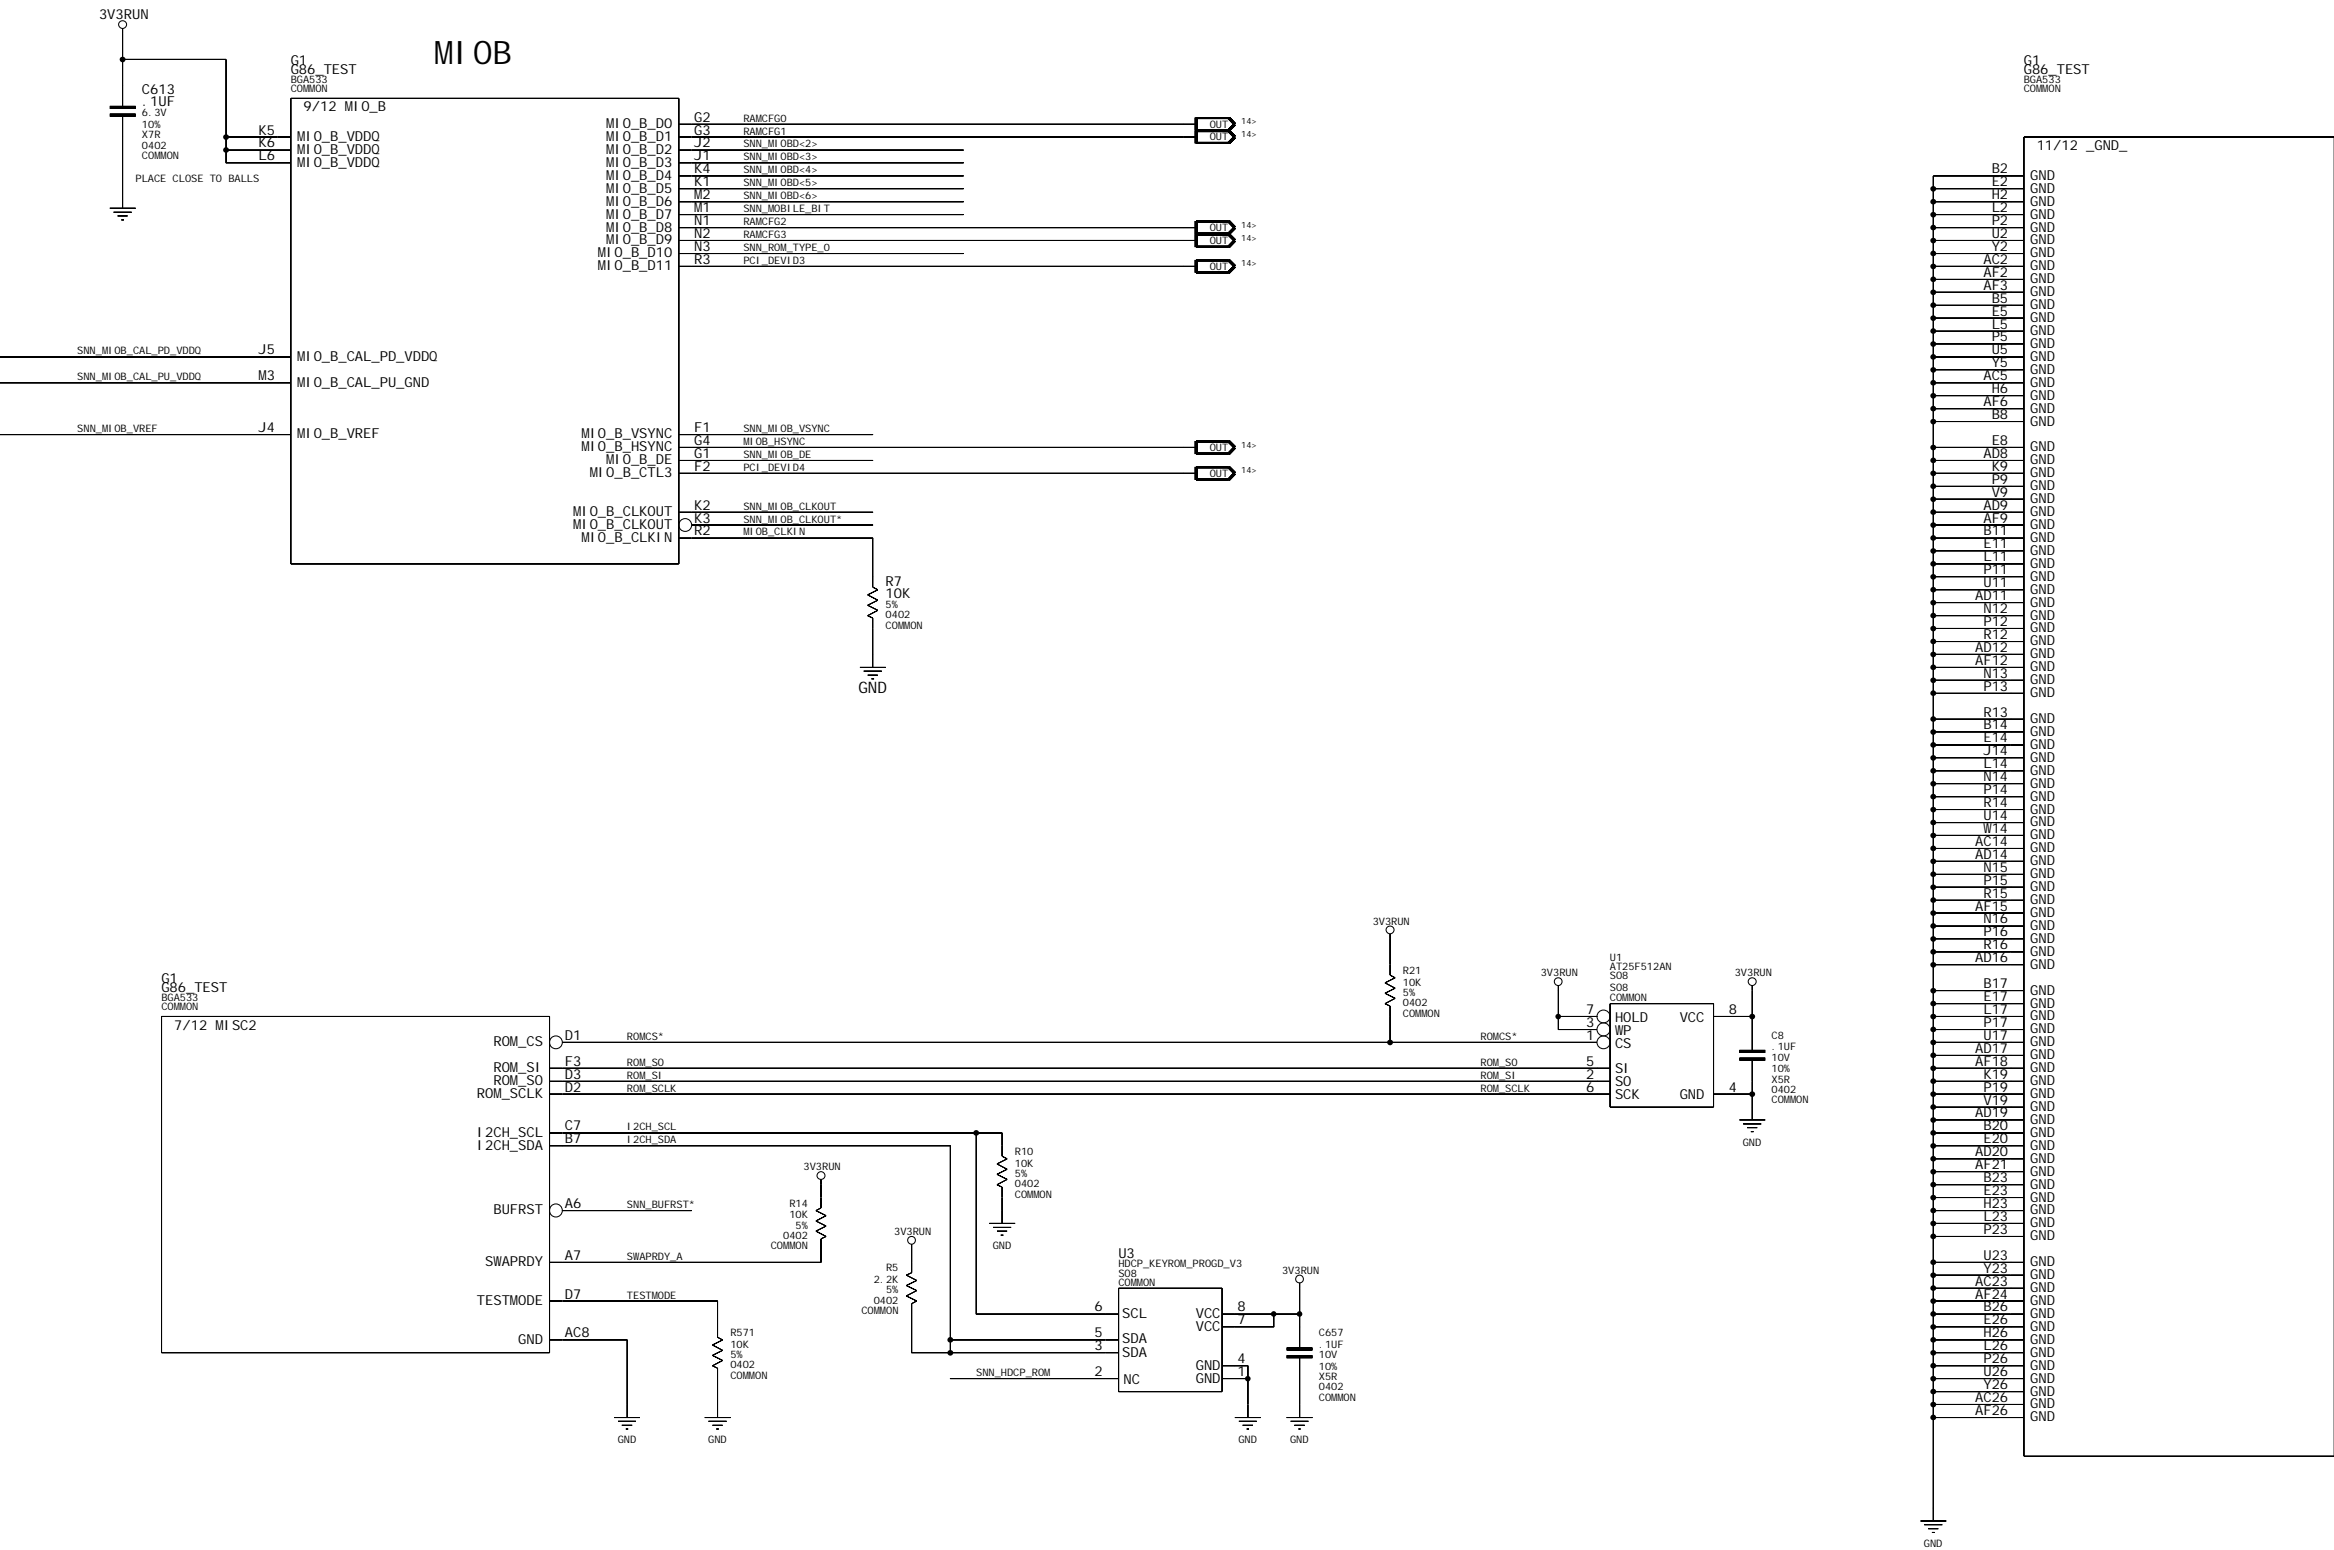 3V3RUN
MIOB
G1
G86_TEST
BGA533
COMMON
C613
.1UF
6.3V
10%
X7R
0402
COMMON
PLACE CLOSE TO BALLS
9/12 MIO_B
K5 MIO_B_VDDQ
K6 MIO_B_VDDQ
L6 MIO_B_VDDQ
MIO_B_D0 G2 RAMCFG0 OUT 14>
MIO_B_D1 G3 RAMCFG1 OUT 14>
MIO_B_D2 J2 SNN_MIOBD<2>
MIO_B_D3 J1 SNN_MIOBD<3>
MIO_B_D4 K4 SNN_MIOBD<4>
MIO_B_D5 K1 SNN_MIOBD<5>
MIO_B_D6 M2 SNN_MIOBD<6>
MIO_B_D7 M1 SNN_MOBILE_BIT
MIO_B_D8 N1 RAMCFG2 OUT 14>
MIO_B_D9 N2 RAMCFG3 OUT 14>
MIO_B_D10 N3 SNN_ROM_TYPE_0
MIO_B_D11 R3 PCI_DEVID3 OUT 14>
SNN_MIOB_CAL_PD_VDDQ J5 MIO_B_CAL_PD_VDDQ
SNN_MIOB_CAL_PU_VDDQ M3 MIO_B_CAL_PU_GND
SNN_MIOB_VREF J4 MIO_B_VREF
MIO_B_VSYNC F1 SNN_MIOB_VSYNC
MIO_B_HSYNC G4 MIOB_HSYNC OUT 14>
MIO_B_DE G1 SNN_MIOB_DE
MIO_B_CTL3 F2 PCI_DEVID4 OUT 14>
MIO_B_CLKOUT K2 SNN_MIOB_CLKOUT
MIO_B_CLKOUT K3 SNN_MIOB_CLKOUT*
MIO_B_CLKIN R2 MIOB_CLKIN
R7
10K
5%
0402
COMMON
GND
G1
G86_TEST
BGA533
COMMON
7/12 MISC2
ROM_CS D1 ROMCS* ROMCS* 1 CS
ROM_SI F3 ROM_SO ROM_SO 5 SI
ROM_SO D3 ROM_SI ROM_SI 2 SO
ROM_SCLK D2 ROM_SCLK ROM_SCLK 6 SCK
I2CH_SCL C7 I2CH_SCL
I2CH_SDA B7 I2CH_SDA
BUFRST A6 SNN_BUFRST*
SWAPRDY A7 SWAPRDY_A
TESTMODE D7 TESTMODE
GND AC8
GND
R571
10K
5%
0402
COMMON
GND
3V3RUN
R14
10K
5%
0402
COMMON
3V3RUN
R5
2.2K
5%
0402
COMMON
R10
10K
5%
0402
COMMON
GND
3V3RUN
R21
10K
5%
0402
COMMON
3V3RUN
U1
AT25F512AN
SO8
SO8
COMMON
7 HOLD
3 WP
VCC 8
GND 4
3V3RUN
C8
.1UF
10V
10%
X5R
0402
COMMON
GND
U3
HDCP_KEYROM_PROGD_V3
SO8
COMMON
6 SCL
5 SDA
3 SDA
SNN_HDCP_ROM 2 NC
VCC 8
VCC 7
GND 4
GND 1
3V3RUN
C657
.1UF
10V
10%
X5R
0402
COMMON
GND
GND
G1
G86_TEST
BGA533
COMMON
11/12 _GND_
B2 GND
E2 GND
H2 GND
L2 GND
P2 GND
U2 GND
Y2 GND
AC2 GND
AF2 GND
AF3 GND
B5 GND
E5 GND
L5 GND
P5 GND
U5 GND
Y5 GND
AC5 GND
H6 GND
AF6 GND
B8 GND
E8 GND
AD8 GND
K9 GND
P9 GND
V9 GND
AD9 GND
AF9 GND
B11 GND
E11 GND
L11 GND
P11 GND
U11 GND
AD11 GND
N12 GND
P12 GND
R12 GND
AD12 GND
AF12 GND
N13 GND
P13 GND
R13 GND
B14 GND
E14 GND
J14 GND
L14 GND
N14 GND
P14 GND
R14 GND
U14 GND
W14 GND
AC14 GND
AD14 GND
N15 GND
P15 GND
R15 GND
AF15 GND
N16 GND
P16 GND
R16 GND
AD16 GND
B17 GND
E17 GND
L17 GND
P17 GND
U17 GND
AD17 GND
AF18 GND
K19 GND
P19 GND
V19 GND
AD19 GND
B20 GND
E20 GND
AD20 GND
AF21 GND
B23 GND
E23 GND
H23 GND
L23 GND
P23 GND
U23 GND
Y23 GND
AC23 GND
AF24 GND
B26 GND
E26 GND
H26 GND
L26 GND
P26 GND
U26 GND
Y26 GND
AC26 GND
AF26 GND
GND